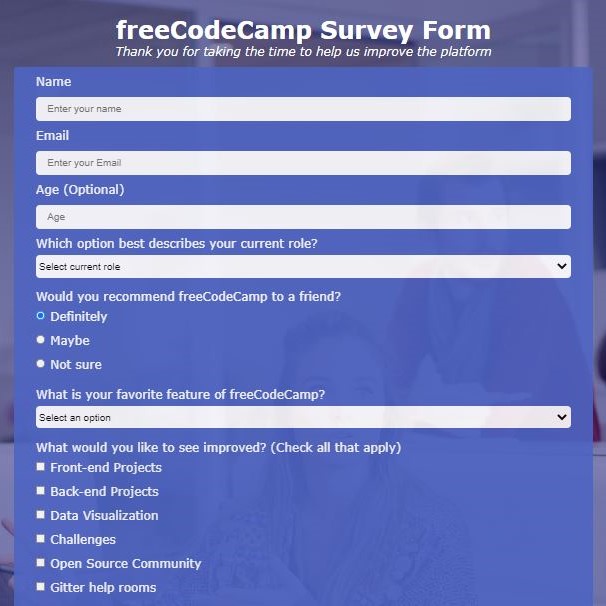 freeCodeCamp Survey Form
Thank you for taking the time to help us improve the platform
Name
Enter your name
Email
Enter your Email
Age (Optional)
Age
Which option best describes your current role?
Select current role
Would you recommend freeCodeCamp to a friend?
Definitely
Maybe
Not sure
What is your favorite feature of freeCodeCamp?
Select an option
What would you like to see improved? (Check all that apply)
Front-end Projects
Back-end Projects
Data Visualization
Challenges
Open Source Community
Gitter help rooms